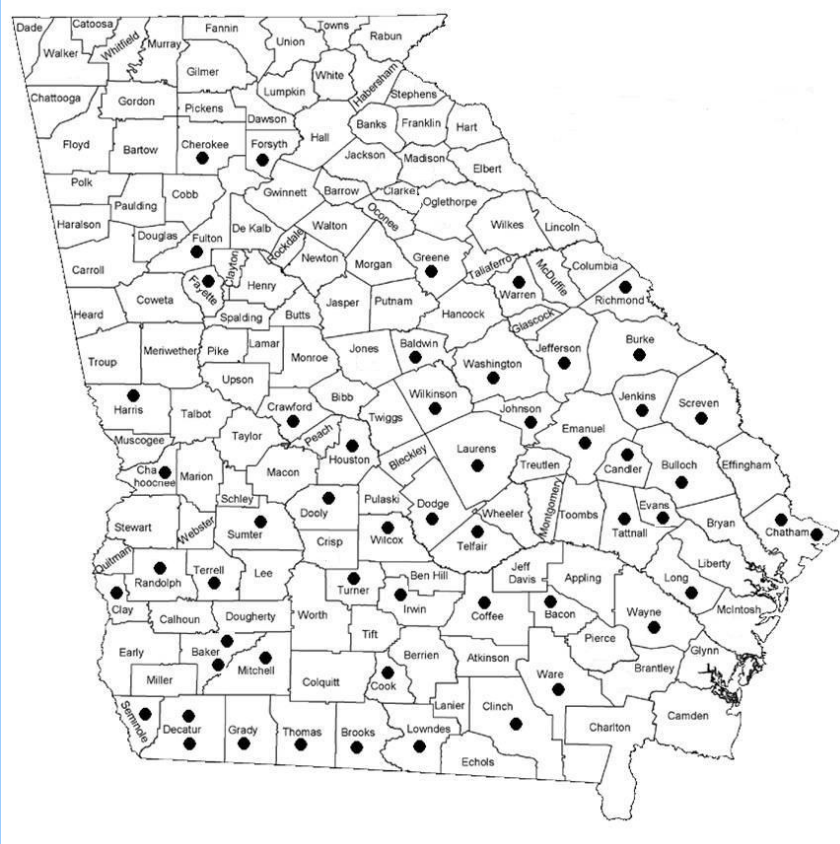 Dade
Catoosa
Fannin
Towns
Rabun
Walker
Whitfield
Murray
Union
Gilmer
White
Habersham
Stephens
Chattooga
Gordon
Pickens
Lumpkin
Dawson
Banks
Franklin
Hart
Floyd
Bartow
Cherokee
Forsyth
Hall
Jackson
Madison
Elbert
Polk
Paulding
Cobb
Gwinnett
Barrow
Clarke
Oconee
Oglethorpe
Haralson
Douglas
Fulton
De Kalb
Rockdale
Walton
Wilkes
Lincoln
Carroll
Fayette
Clayton
Henry
Newton
Morgan
Greene
Taliaferro
Warren
McDuffie
Columbia
Richmond
Heard
Coweta
Spalding
Butts
Jasper
Putnam
Hancock
Glascock
Troup
Meriwether
Pike
Lamar
Monroe
Jones
Baldwin
Washington
Jefferson
Burke
Upson
Harris
Talbot
Crawford
Bibb
Twiggs
Wilkinson
Johnson
Jenkins
Screven
Muscogee
Taylor
Peach
Houston
Bleckley
Laurens
Emanuel
Treutlen
Candler
Bulloch
Effingham
Cha
hoochee
Marion
Macon
Schley
Dooly
Pulaski
Dodge
Wheeler
Montgomery
Toombs
Tattnall
Evans
Bryan
Chatham
Stewart
Webster
Sumter
Crisp
Wilcox
Telfair
Quitman
Randolph
Terrell
Lee
Turner
Ben Hill
Irwin
Jeff
Davis
Appling
Long
Liberty
Clay
Calhoun
Dougherty
Worth
Coffee
Bacon
Wayne
McIntosh
Early
Baker
Mitchell
Tift
Berrien
Atkinson
Pierce
Brantley
Glynn
Miller
Colquitt
Cook
Ware
Seminole
Decatur
Grady
Thomas
Brooks
Lowndes
Lanier
Clinch
Echols
Charlton
Camden